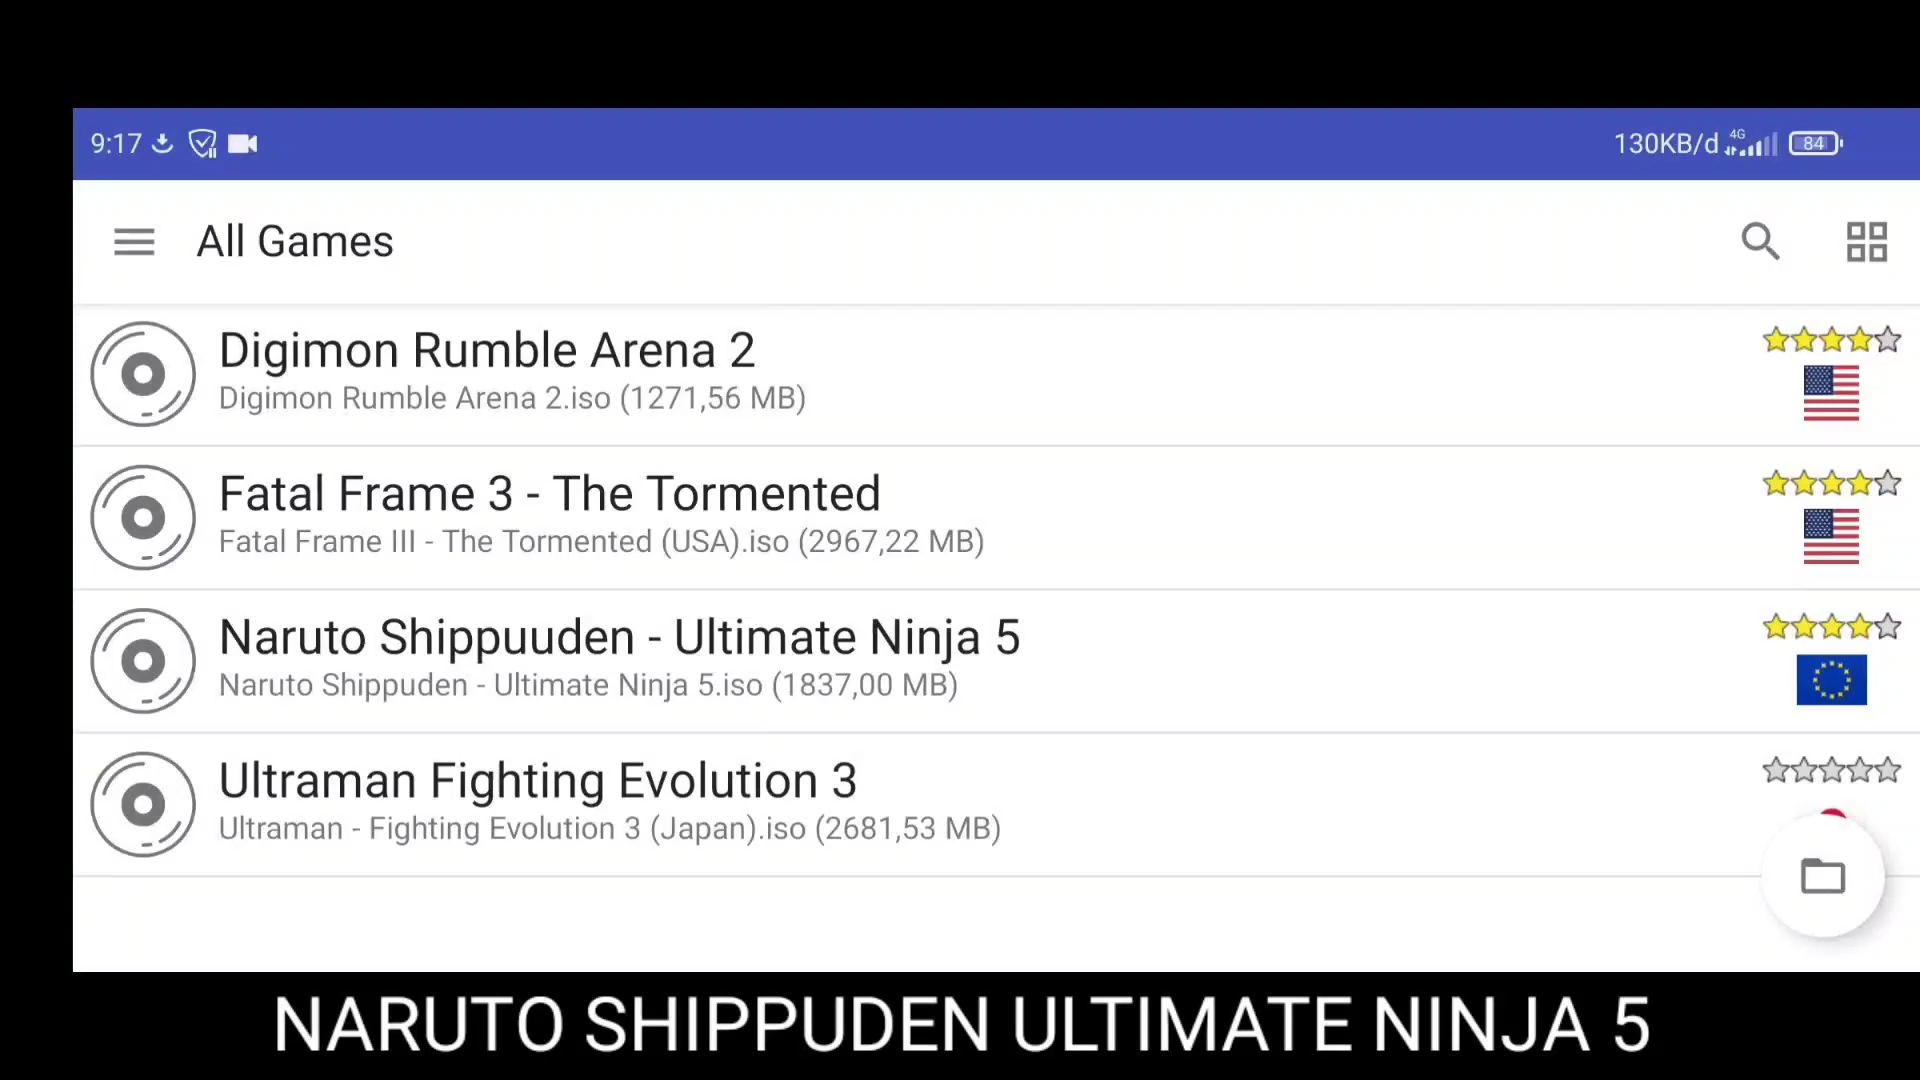 9:17
130KB/d 4G 84
All Games
Digimon Rumble Arena 2
Digimon Rumble Arena 2.iso (1271,56 MB)
Fatal Frame 3 - The Tormented
Fatal Frame III - The Tormented (USA).iso (2967,22 MB)
Naruto Shippuuden - Ultimate Ninja 5
Naruto Shippuden - Ultimate Ninja 5.iso (1837,00 MB)
Ultraman Fighting Evolution 3
Ultraman - Fighting Evolution 3 (Japan).iso (2681,53 MB)
NARUTO SHIPPUDEN ULTIMATE NINJA 5